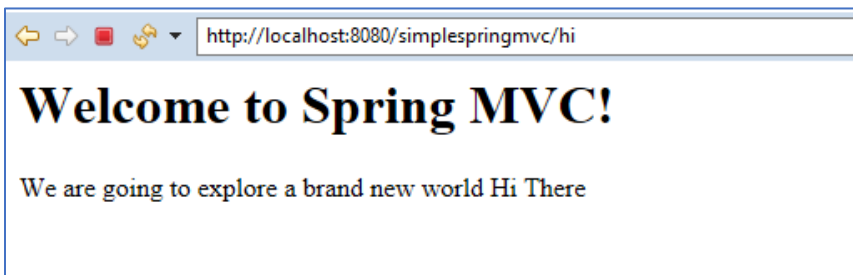 http://localhost:8080/simplespringmvc/hi
Welcome to Spring MVC!
We are going to explore a brand new world Hi There